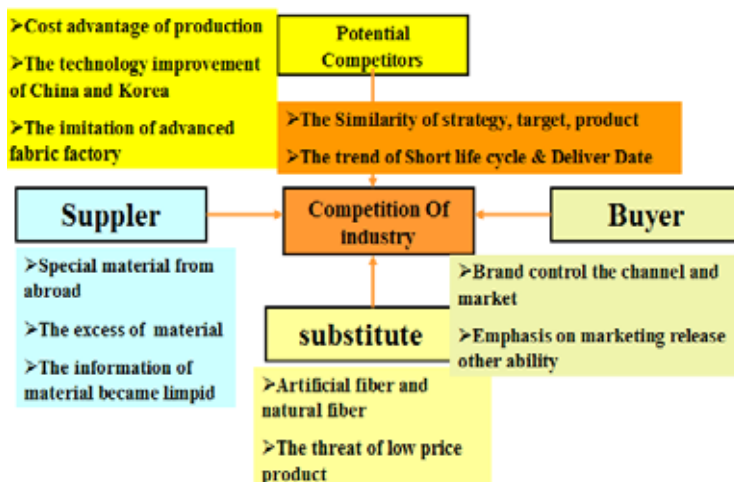 ➢Cost advantage of production
➢The technology improvement
of China and Korea
➢The imitation of advanced
fabric factory
Potential
Competitors
➢The Similarity of strategy, target, product
➢The trend of Short life cycle & Deliver Date
Suppler
Competition Of
industry
Buyer
➢Special material from
abroad
➢The excess of material
➢The information of
material became limpid
➢Brand control the channel and
market
➢Emphasis on marketing release
other ability
substitute
➢Artificial fiber and
natural fiber
➢The threat of low price
product